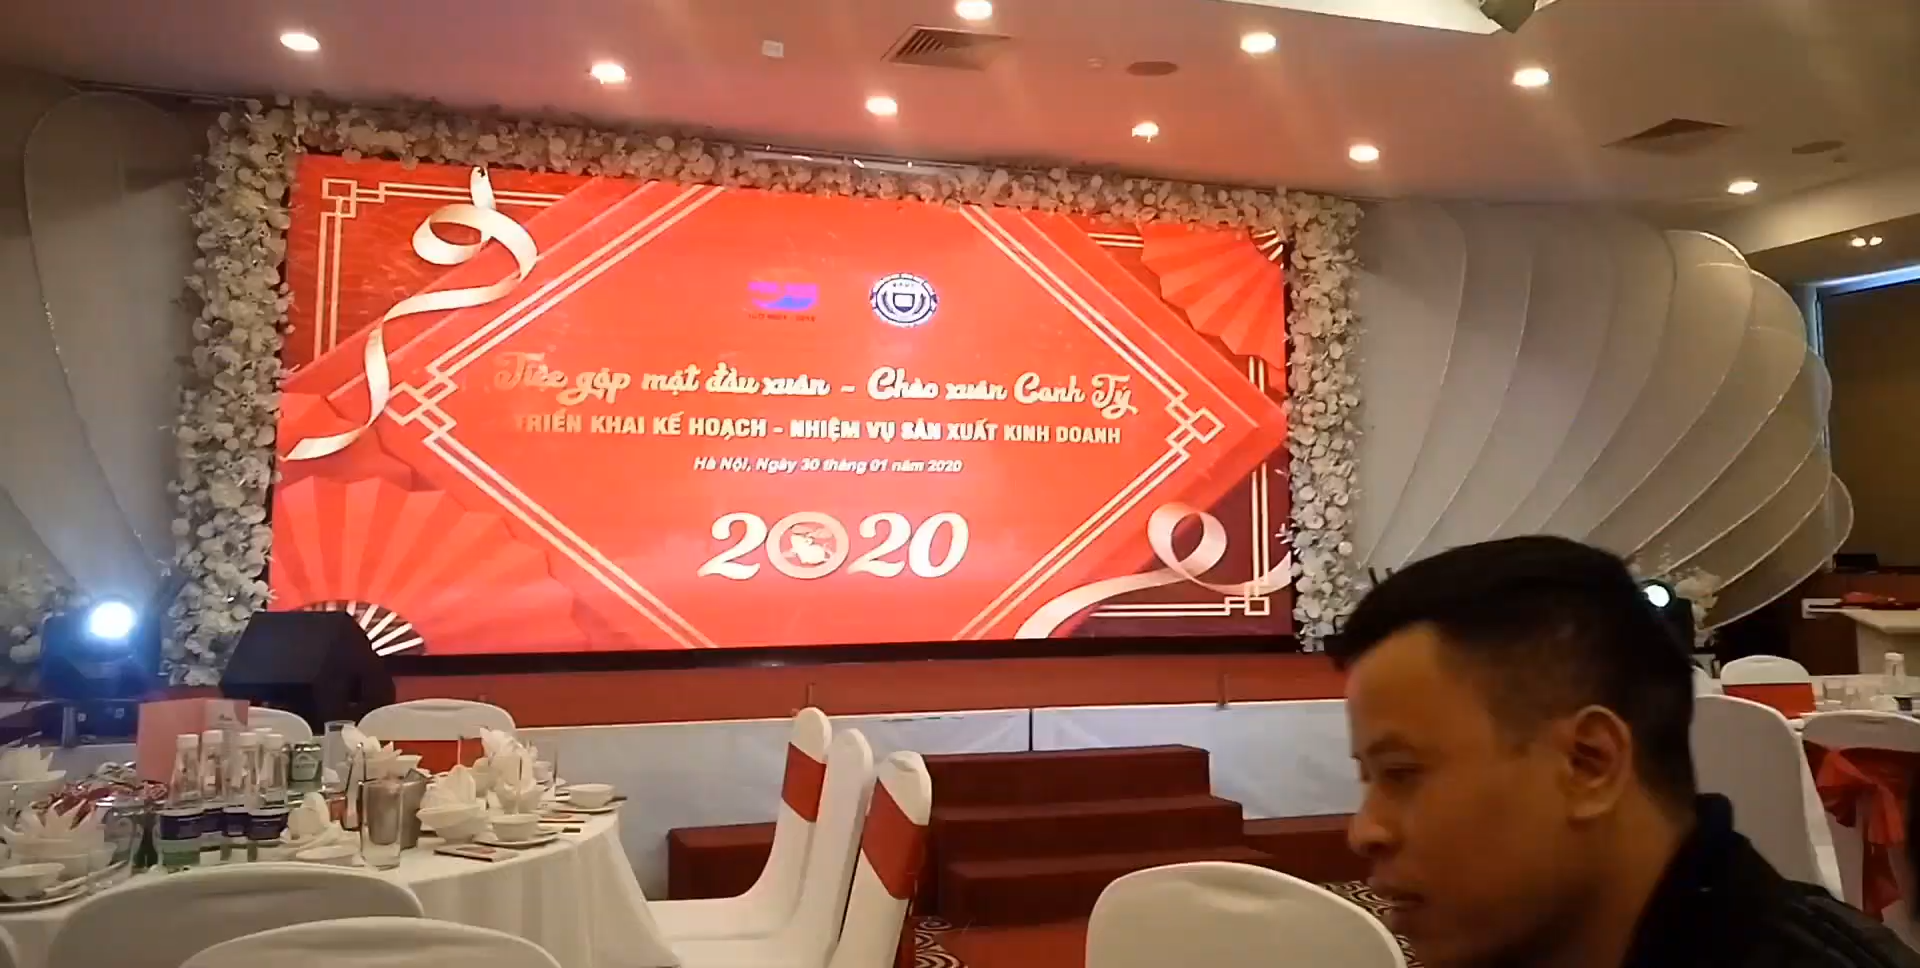 Tiệc gặp mặt đầu xuân - Chào xuân Canh Tý
TRIỂN KHAI KẾ HOẠCH - NHIỆM VỤ SẢN XUẤT KINH DOANH
Hà Nội, Ngày 30 tháng 01 năm 2020
2020